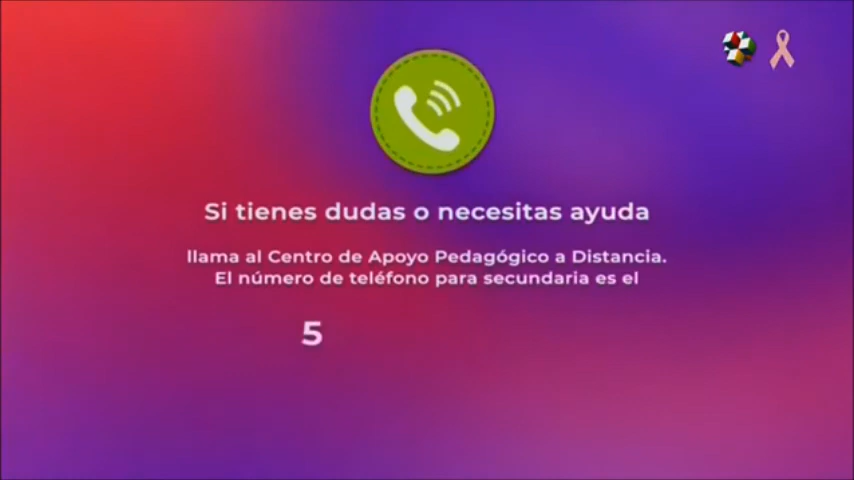 Si tienes dudas o necesitas ayuda
llama al Centro de Apoyo Pedagógico a Distancia.
El número de teléfono para secundaria es el
5